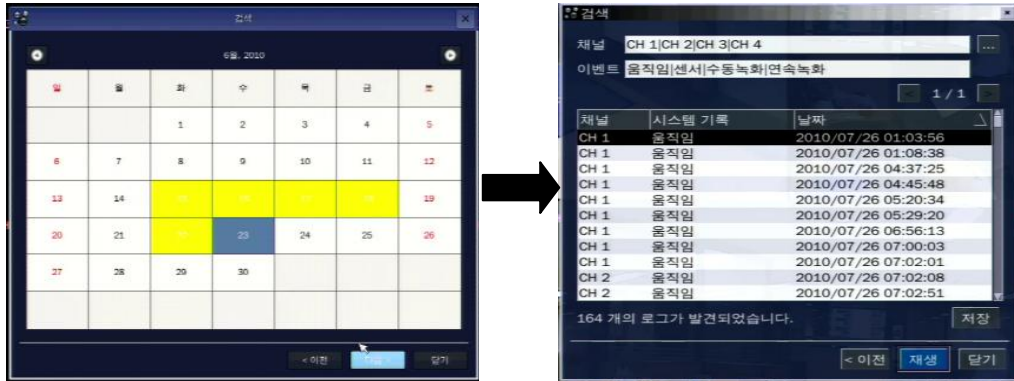 검색
6월, 2010
일 월 화 수 목 금 토
1 2 3 4 5
6 7 8 9 10 11 12
13 14 15 16 17 18 19
20 21 22 23 24 25 26
27 28 29 30
< 이전 다음 > 닫기
검색
채널 CH 1|CH 2|CH 3|CH 4 ...
이벤트 움직임|센서|수동녹화|연속녹화
< 1/1 >
채널 시스템 기록 날짜
CH 1 움직임 2010/07/26 01:03:56
CH 1 움직임 2010/07/26 01:08:38
CH 1 움직임 2010/07/26 04:37:25
CH 1 움직임 2010/07/26 04:45:48
CH 1 움직임 2010/07/26 05:20:34
CH 1 움직임 2010/07/26 05:29:20
CH 1 움직임 2010/07/26 06:56:13
CH 1 움직임 2010/07/26 07:00:03
CH 1 움직임 2010/07/26 07:02:01
CH 2 움직임 2010/07/26 07:02:08
CH 2 움직임 2010/07/26 07:02:51
164 개의 로그가 발견되었습니다. 저장
< 이전 재생 닫기